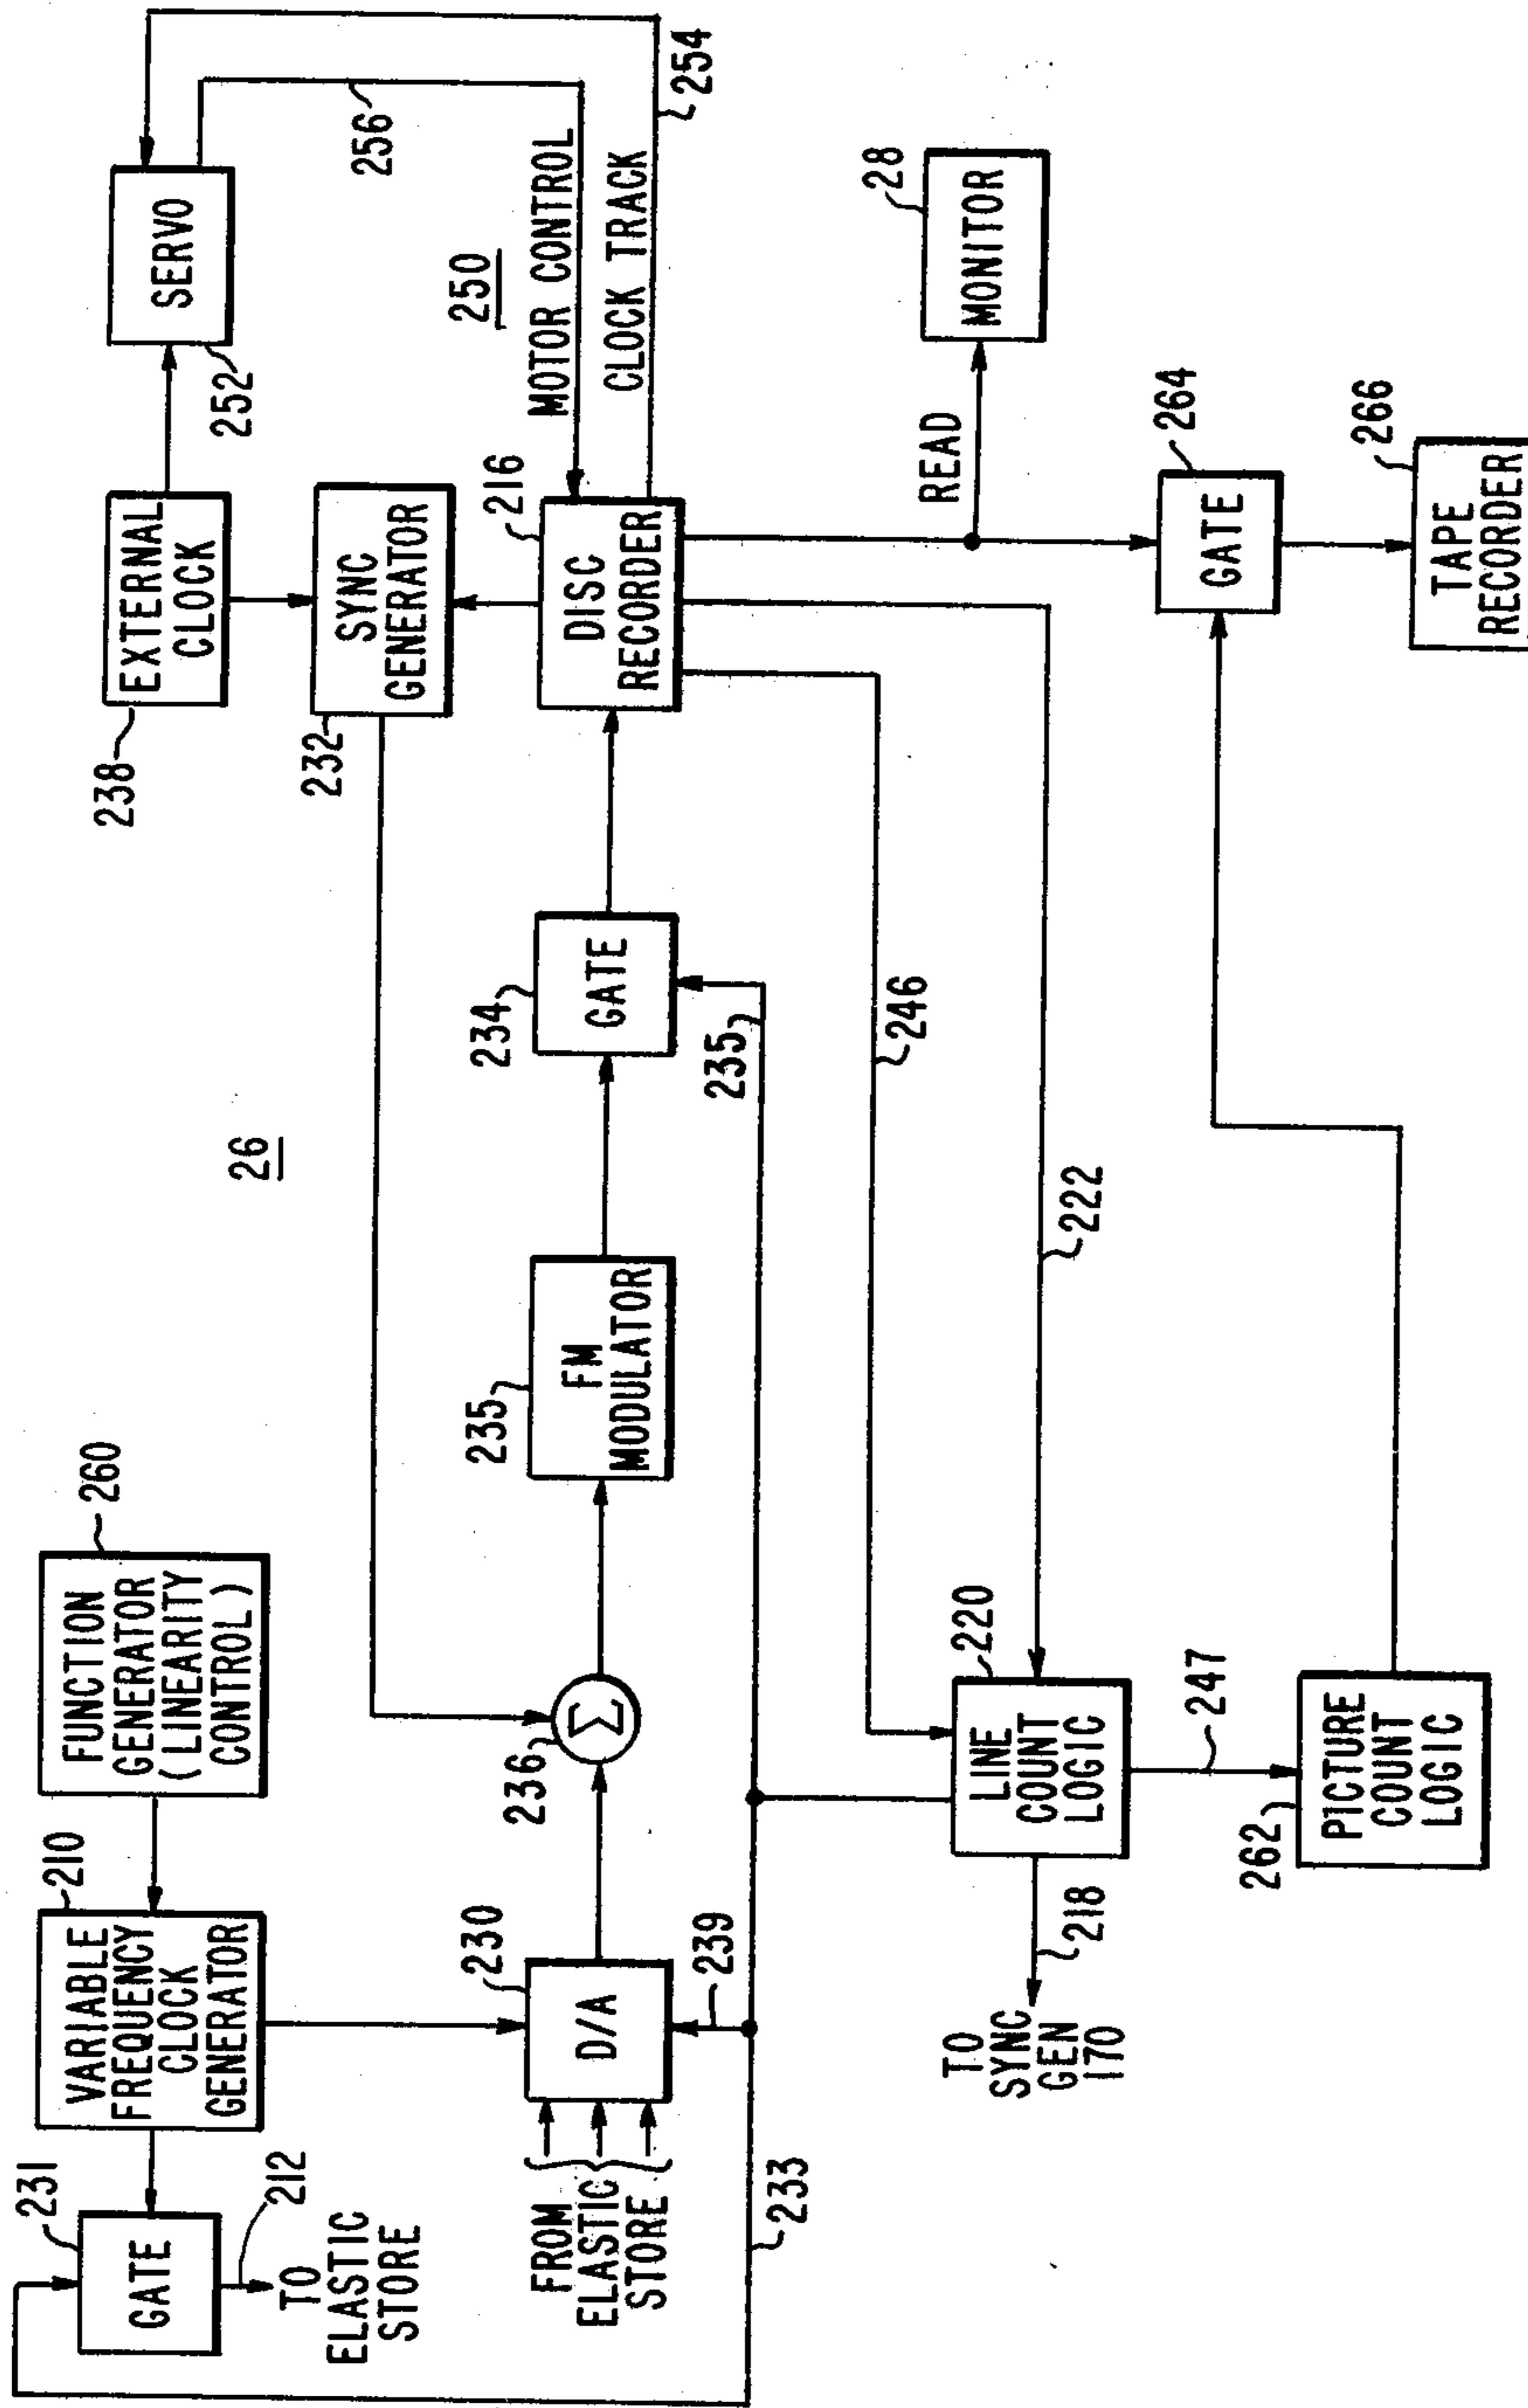 231
GATE
212
TO
ELASTIC
STORE
210
VARIABLE
FREQUENCY
CLOCK
GENERATOR
260
FUNCTION
GENERATOR
(LINEARITY
CONTROL)
26
238
EXTERNAL
CLOCK
252
SERVO
256
250
MOTOR CONTROL
CLOCK TRACK
254
232
SYNC
GENERATOR
FROM
ELASTIC
STORE
230
D/A
239
233
236
Σ
235
FM
MODULATOR
234
GATE
235
216
DISC
RECORDER
246
222
READ
28
MONITOR
TO
SYNC
GEN
170
218
220
LINE
COUNT
LOGIC
247
262
PICTURE
COUNT
LOGIC
264
GATE
266
TAPE
RECORDER